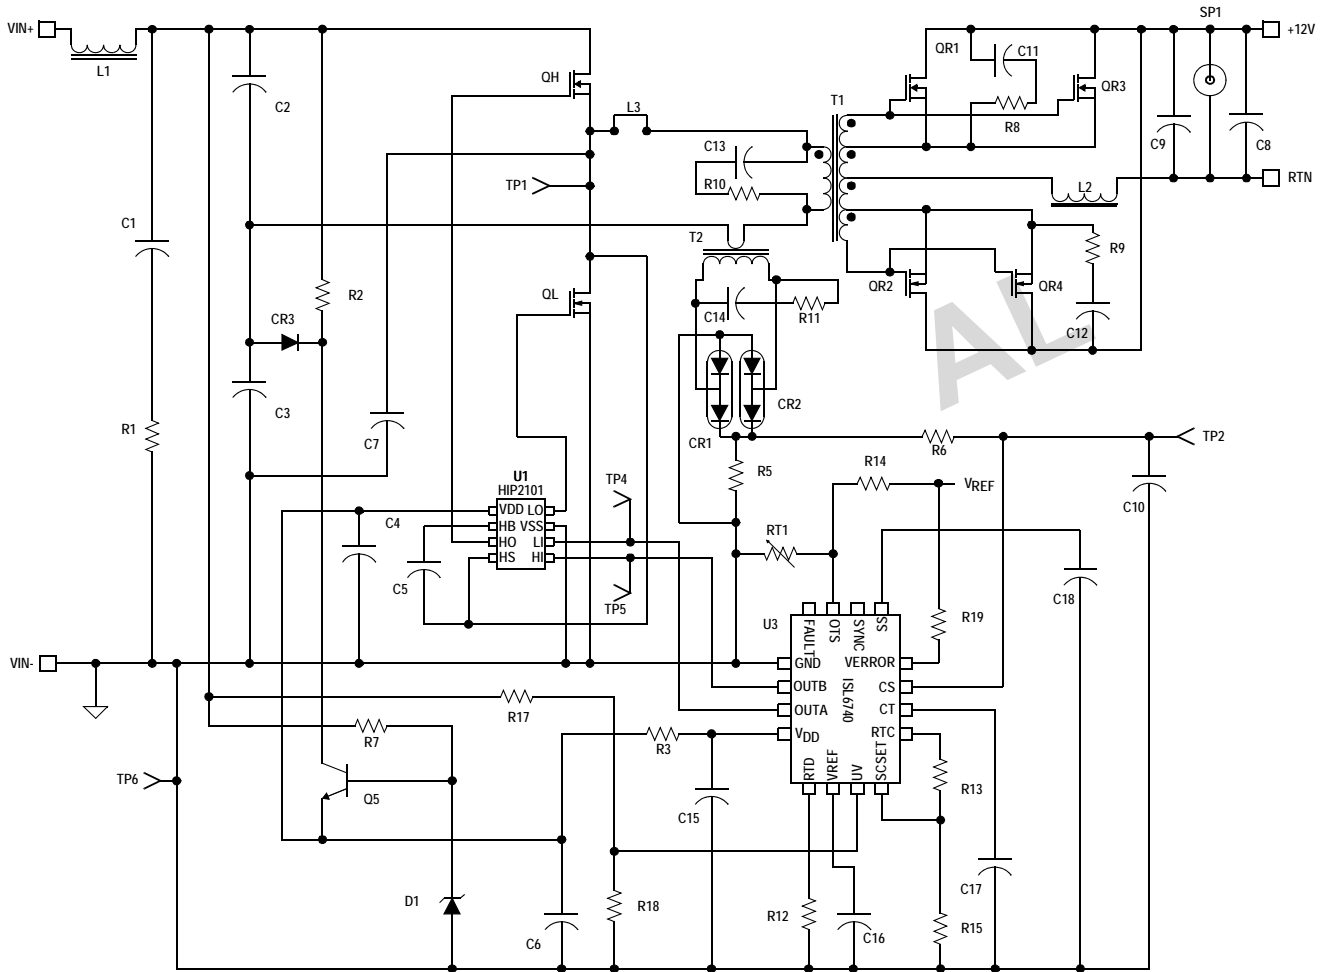 SP1
VIN+
+12V
L1
QR1
C11
QH
QR3
C2
L3
T1
R8
C13
C9
C8
R10
TP1
RTN
L2
C1
T2
R9
QL
QR2
QR4
R2
C14
R11
C12
CR3
AL
C3
CR2
R1
C7
CR1
R6
TP2
U1
HIP2101
TP4
R5
R14
VREF
C10
VDD LO
HB VSS
HO LI
HS HI
C4
RT1
C5
TP5
C18
R19
U3
FAULT
OTS
SYNC
SS
VIN-
GND
VERROR
OUTB
ISL6740
CS
OUTA
CT
VDD
RTC
RTD
VREF
UV
SCSET
R17
R7
R3
TP6
Q5
R13
C15
C17
D1
R18
R12
C6
C16
R15